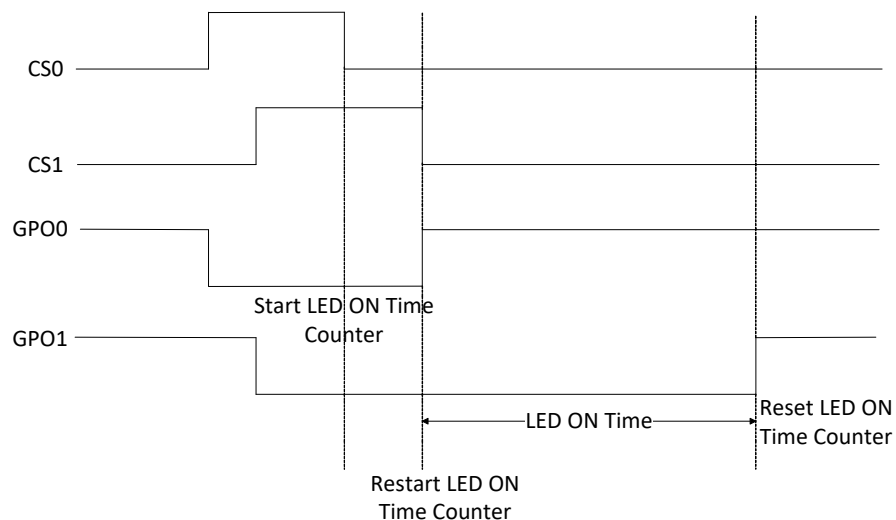 CS0
CS1
GPO0
Start LED ON Time
Counter
GPO1
LED ON Time
Reset LED ON
Time Counter
Restart LED ON
Time Counter